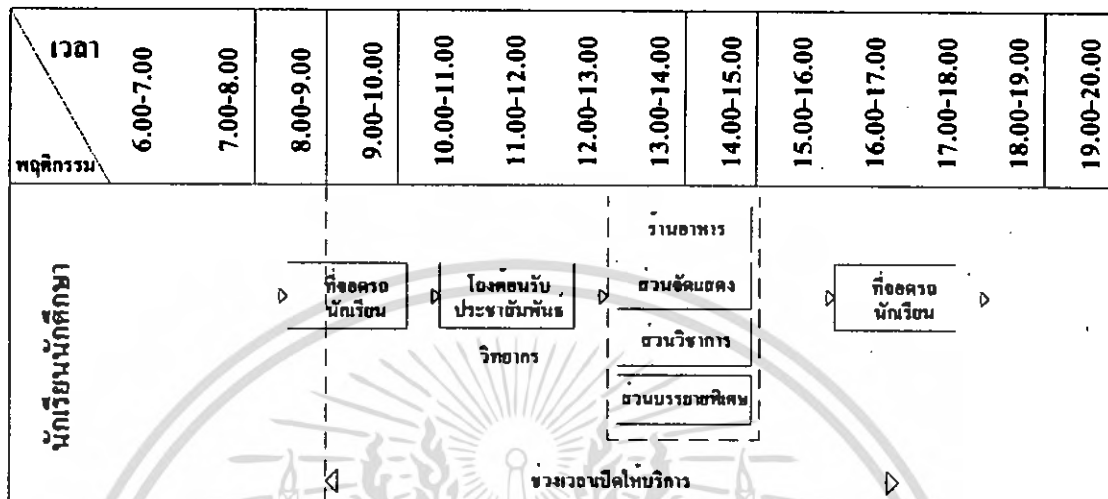 เวลา
พฤติกรรม
6.00-7.00
7.00-8.00
8.00-9.00
9.00-10.00
10.00-11.00
11.00-12.00
12.00-13.00
13.00-14.00
14.00-15.00
15.00-16.00
16.00-17.00
17.00-18.00
18.00-19.00
19.00-20.00
นักเรียนนักศึกษา
ที่จอดรถ
นักเรียน
โถงต้อนรับ
ประชาสัมพันธ์
วิทยากร
ร้านอาหาร
ส่วนจัดแสดง
ส่วนวิชาการ
ส่วนบรรยายพิเศษ
ที่จอดรถ
นักเรียน
ช่วงเวลาเปิดให้บริการ